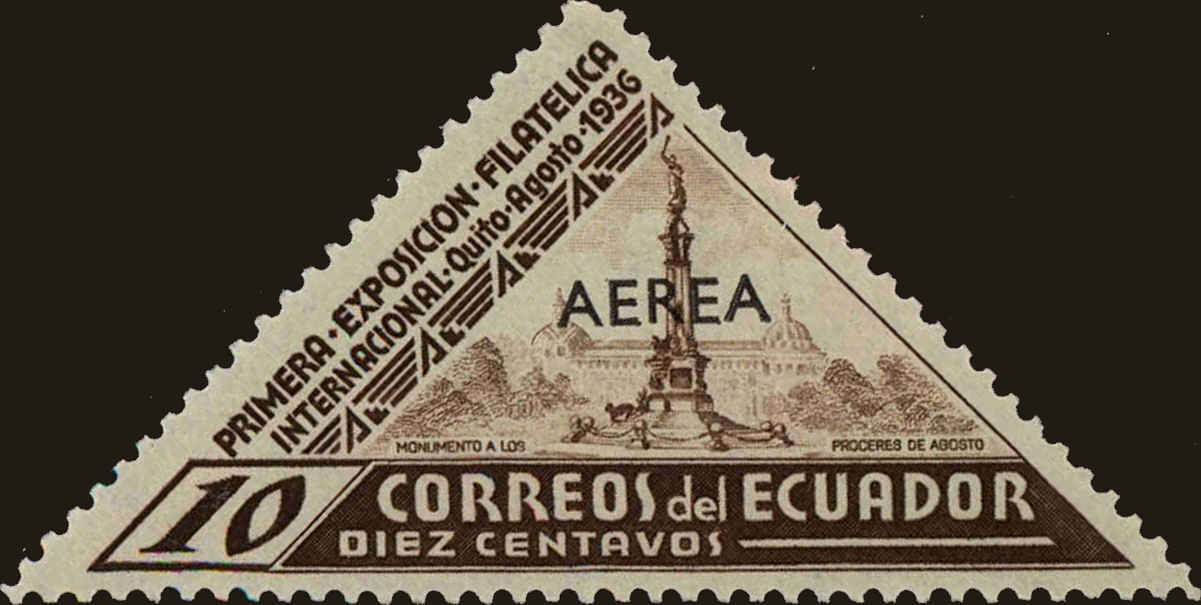 PRIMERA · EXPOSICION · FILATELICA
INTERNACIONAL · Quito · Agosto · 1936
AEREA
MONUMENTO A LOS PROCERES DE AGOSTO
10
CORREOS del ECUADOR
DIEZ CENTAVOS